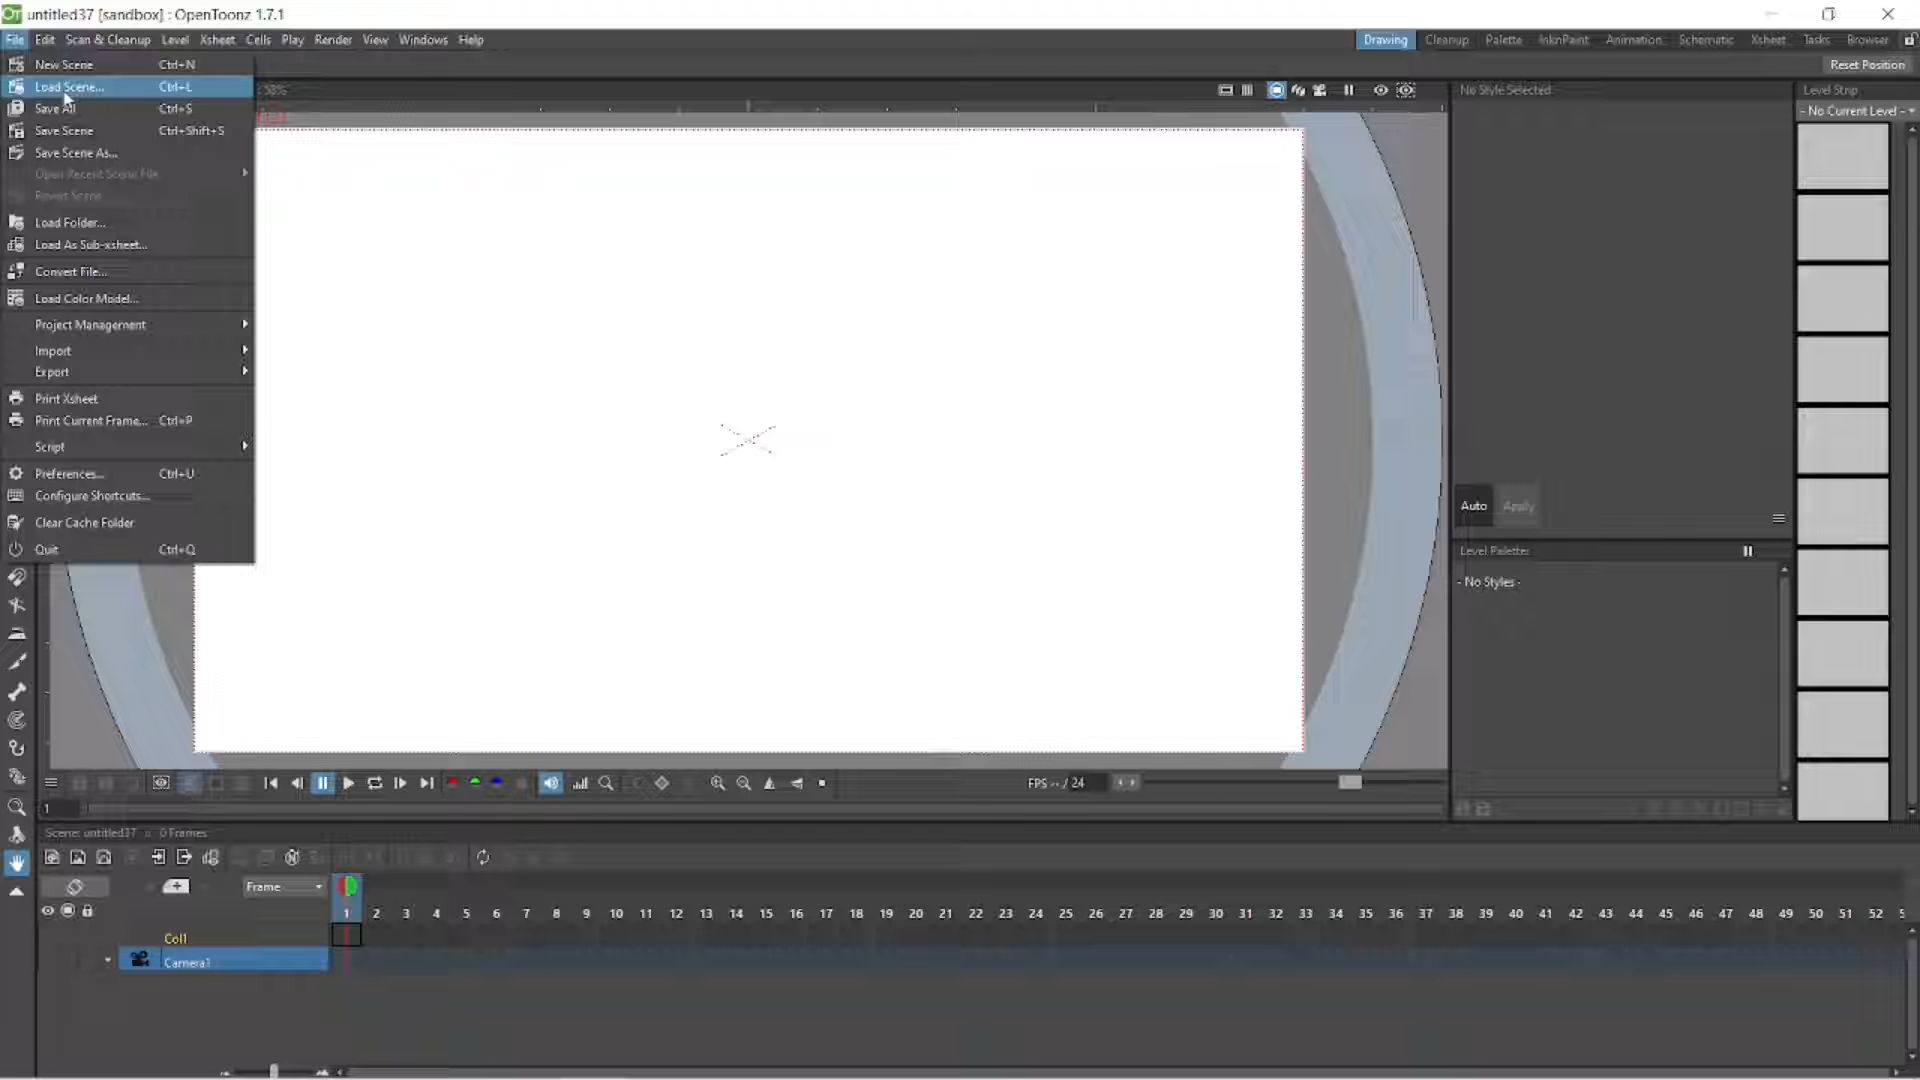 untitled37 [sandbox] : OpenToonz 1.7.1
File Edit Scan & Cleanup Level Xsheet Cells Play Render View Windows Help
Drawing Cleanup Palette InknPaint Animation Schematic Xsheet Tasks Browser
Reset Position
New Scene Ctrl+N
Load Scene... Ctrl+L
Save All Ctrl+S
Save Scene Ctrl+Shift+S
Save Scene As...
Open Recent Scene File
Revert Scene
Load Folder...
Load As Sub-xsheet...
Convert File...
Load Color Model...
Project Management
Import
Export
Print Xsheet
Print Current Frame... Ctrl+P
Script
Preferences... Ctrl+U
Configure Shortcuts...
Clear Cache Folder
Quit Ctrl+Q
No Style Selected
Level Strip
- No Current Level -
Auto Apply
Level Palette:
- No Styles -
FPS -- / 24
1
Scene: untitled37 :: 0 Frames
Frame
1 2 3 4 5 6 7 8 9 10 11 12 13 14 15 16 17 18 19 20 21 22 23 24 25 26 27 28 29 30 31 32 33 34 35 36 37 38 39 40 41 42 43 44 45 46 47 48 49 50 51 52 5
Col1
Camera1